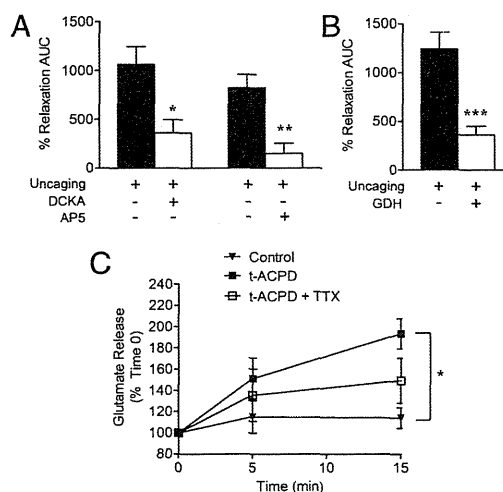 A
% Relaxation AUC
1500
1000
500
0
*
**
Uncaging + + + +
DCKA - + - -
AP5 - - - +
B
% Relaxation AUC
1500
1000
500
0
***
Uncaging + +
GDH - +
C
Control
t-ACPD
t-ACPD + TTX
Glutamate Release
(% Time 0)
240
220
200
180
160
140
120
100
80
*
0 5 10 15
Time (min)